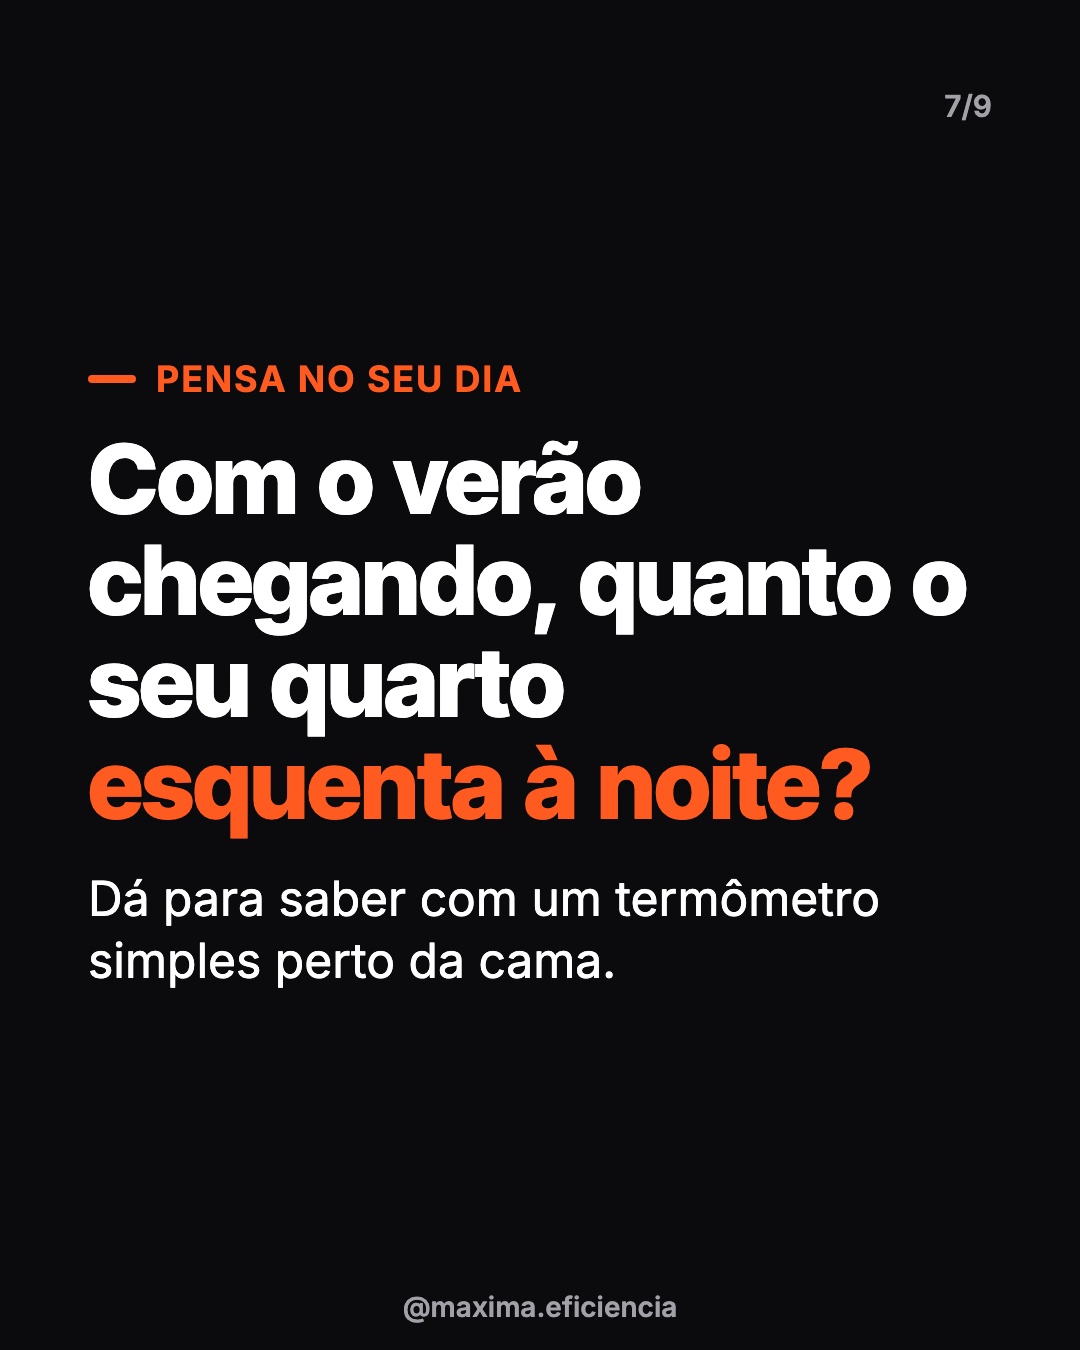 7/9
PENSA NO SEU DIA
Com o verão
chegando, quanto o
seu quarto
esquenta à noite?
Dá para saber com um termômetro
simples perto da cama.
@maxima.eficiencia